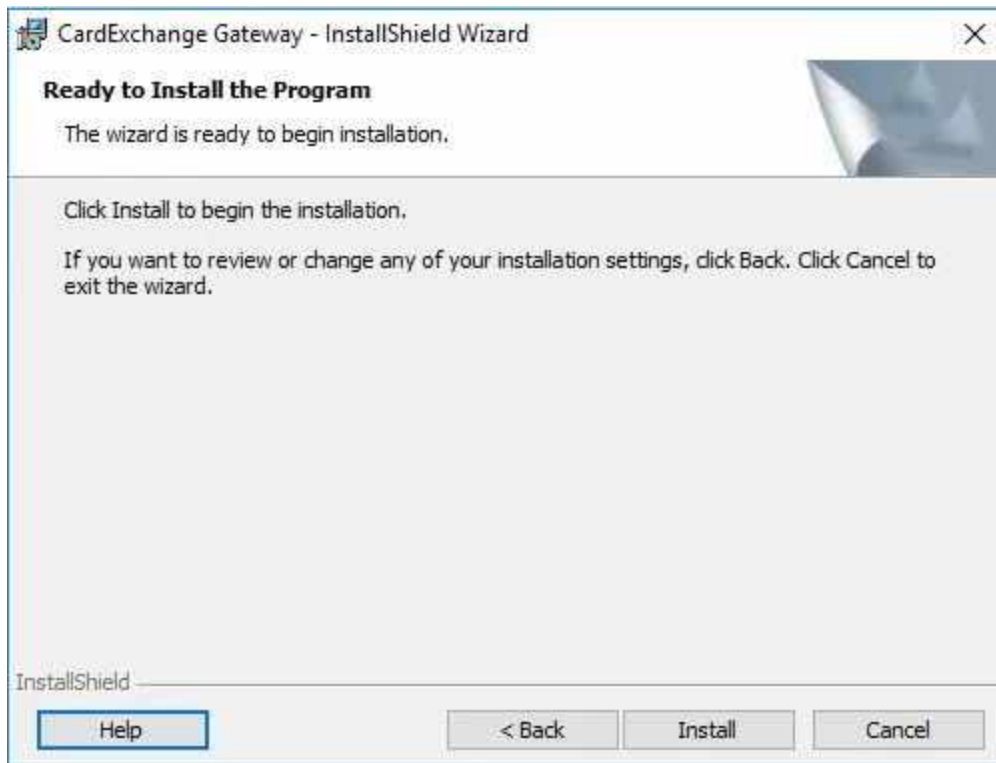 CardExchange Gateway - InstallShield Wizard
Ready to Install the Program
The wizard is ready to begin installation.
Click Install to begin the installation.
If you want to review or change any of your installation settings, click Back. Click Cancel to
exit the wizard.
InstallShield
Help
< Back
Install
Cancel